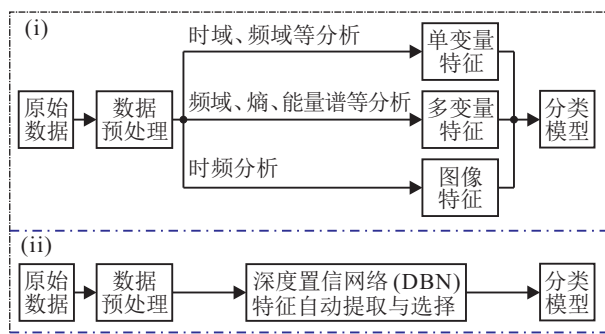 (i)
时域、频域等分析
单变量
特征
原始
数据
数据
预处理
频域、熵、能量谱等分析
多变量
特征
分类
模型
时频分析
图像
特征
(ii)
原始
数据
数据
预处理
深度置信网络(DBN)
特征自动提取与选择
分类
模型